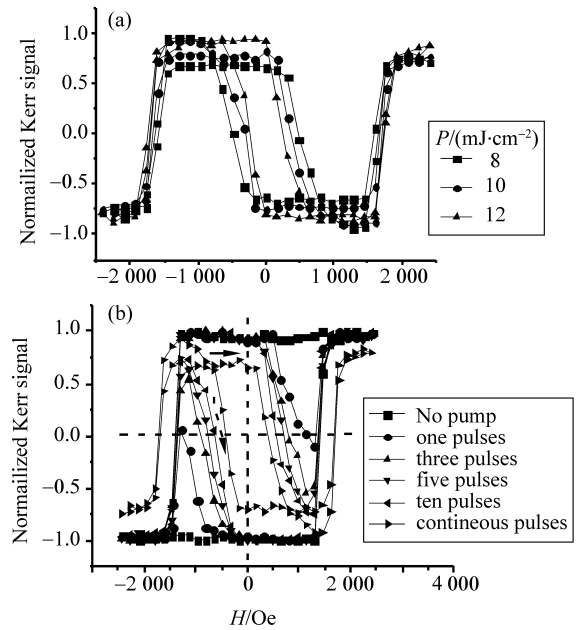 (a)
1.0
0.5
0.0
−0.5
−1.0
Normailized Kerr signal
−2 000 −1 000 0 1 000 2 000
P/(mJ·cm−2)
8
10
12
(b)
1.0
0.5
0.0
−0.5
−1.0
Normailized Kerr signal
−2 000 0 2 000 4 000
H/Oe
No pump
one pulses
three pulses
five pulses
ten pulses
contineous pulses